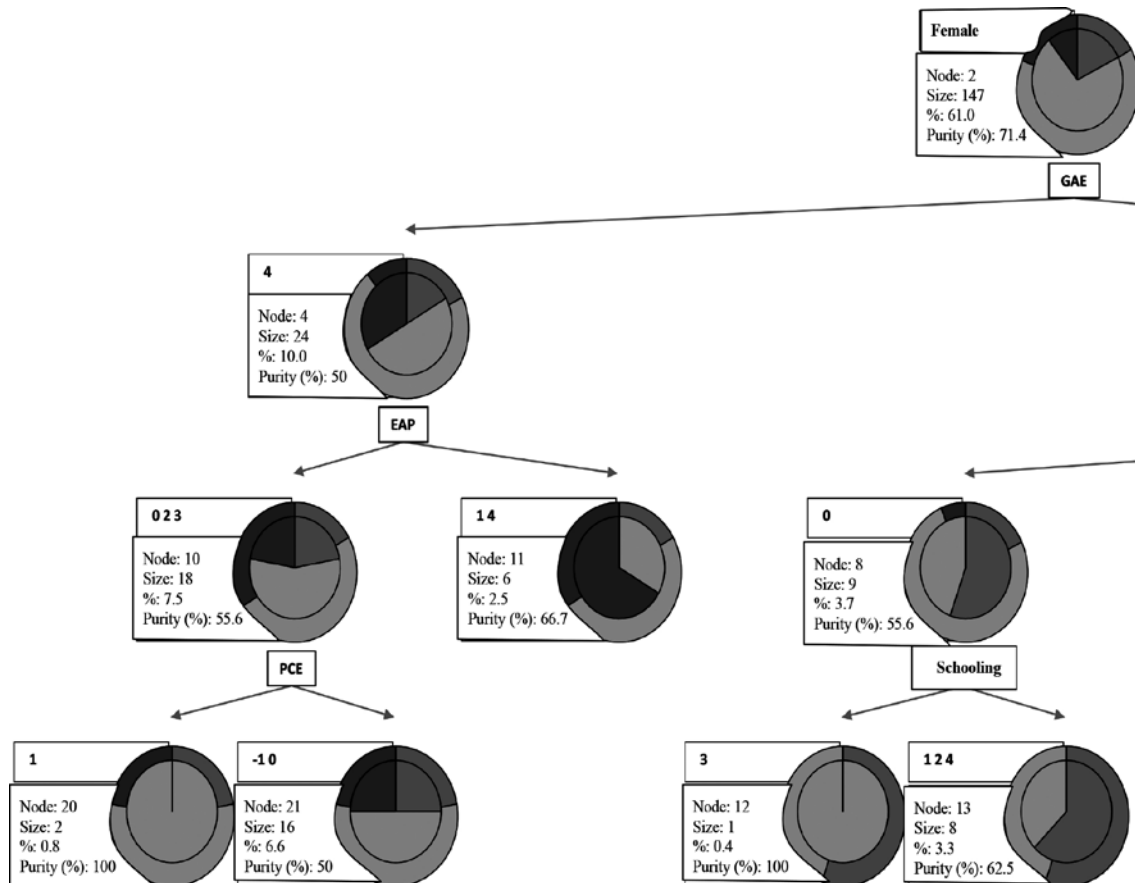 Female
Node: 2
Size: 147
%: 61.0
Purity (%): 71.4
GAE
4
Node: 4
Size: 24
%: 10.0
Purity (%): 50
EAP
0 2 3
Node: 10
Size: 18
%: 7.5
Purity (%): 55.6
1 4
Node: 11
Size: 6
%: 2.5
Purity (%): 66.7
0
Node: 8
Size: 9
%: 3.7
Purity (%): 55.6
PCE
Schooling
1
Node: 20
Size: 2
%: 0.8
Purity (%): 100
-1 0
Node: 21
Size: 16
%: 6.6
Purity (%): 50
3
Node: 12
Size: 1
%: 0.4
Purity (%): 100
1 2 4
Node: 13
Size: 8
%: 3.3
Purity (%): 62.5